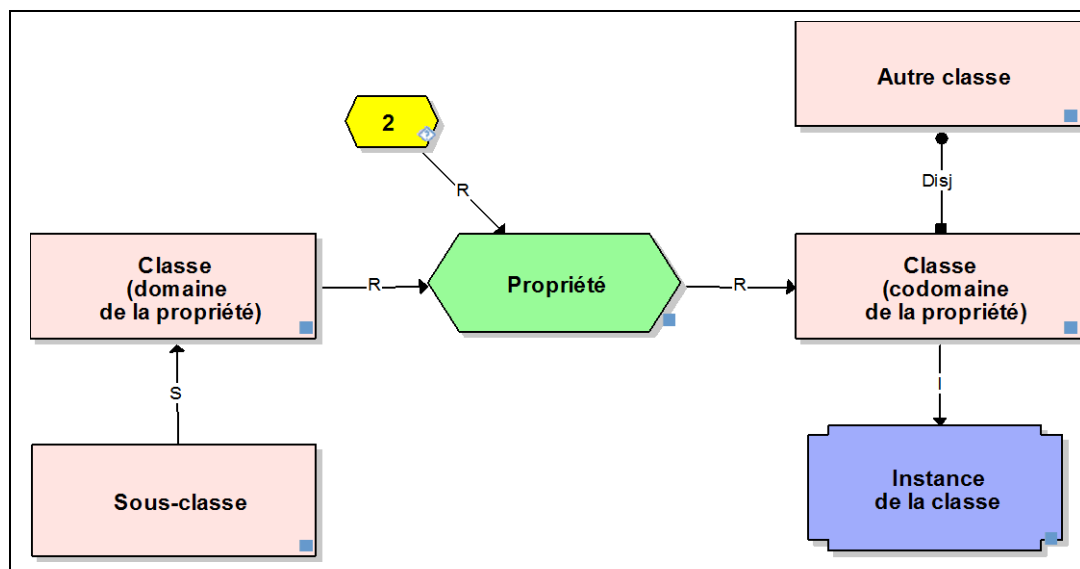 Autre classe
2
R
Disj
Classe
(domaine
de la propriété)
R
Propriété
R
Classe
(codomaine
de la propriété)
S
I
Sous-classe
Instance
de la classe